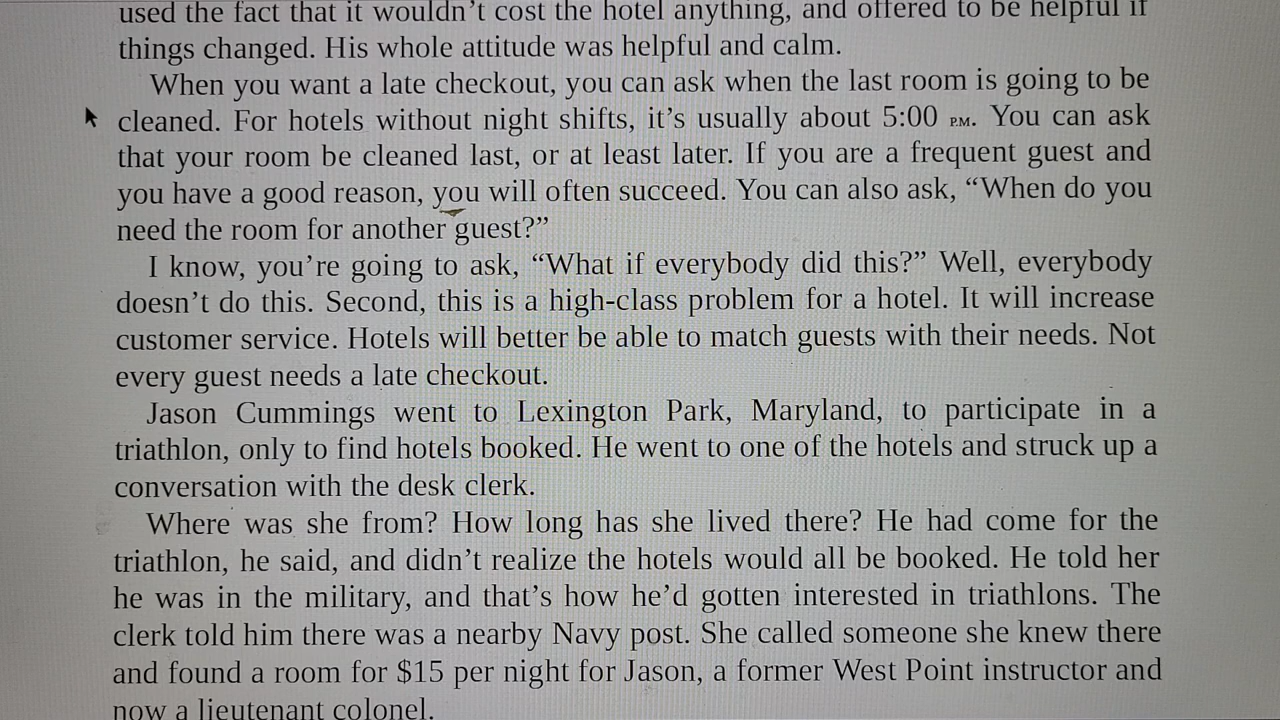 used the fact that it wouldn’t cost the hotel anything, and offered to be helpful if
things changed. His whole attitude was helpful and calm.
When you want a late checkout, you can ask when the last room is going to be
cleaned. For hotels without night shifts, it’s usually about 5:00 P.M. You can ask
that your room be cleaned last, or at least later. If you are a frequent guest and
you have a good reason, you will often succeed. You can also ask, “When do you
need the room for another guest?”
I know, you’re going to ask, “What if everybody did this?” Well, everybody
doesn’t do this. Second, this is a high-class problem for a hotel. It will increase
customer service. Hotels will better be able to match guests with their needs. Not
every guest needs a late checkout.
Jason Cummings went to Lexington Park, Maryland, to participate in a
triathlon, only to find hotels booked. He went to one of the hotels and struck up a
conversation with the desk clerk.
Where was she from? How long has she lived there? He had come for the
triathlon, he said, and didn’t realize the hotels would all be booked. He told her
he was in the military, and that’s how he’d gotten interested in triathlons. The
clerk told him there was a nearby Navy post. She called someone she knew there
and found a room for $15 per night for Jason, a former West Point instructor and
now a lieutenant colonel.